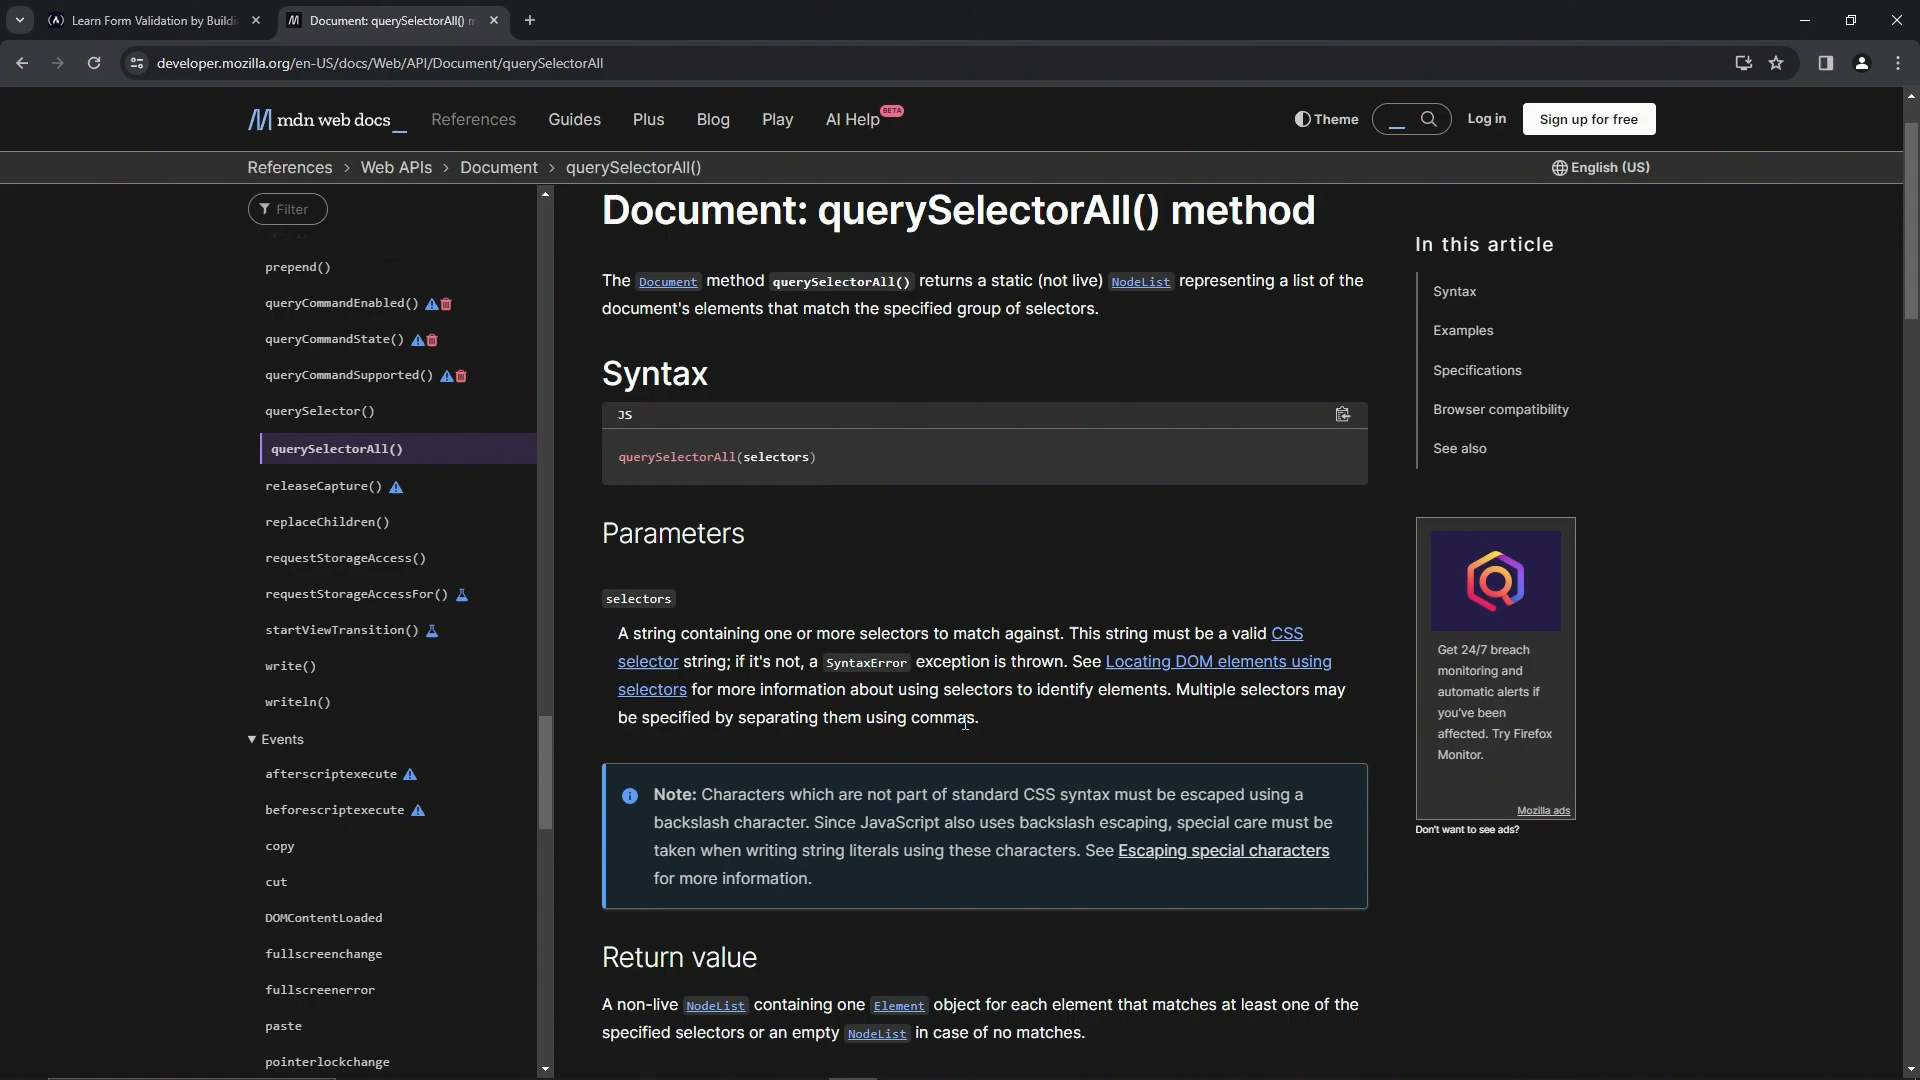 Learn Form Validation by Buildi
Document: querySelectorAll() m
developer.mozilla.org/en-US/docs/Web/API/Document/querySelectorAll
mdn web docs_
References
Guides
Plus
Blog
Play
AI Help
BETA
Theme
Log in
Sign up for free
References > Web APIs > Document > querySelectorAll()
English (US)
Filter
prepend()
queryCommandEnabled()
queryCommandState()
queryCommandSupported()
querySelector()
querySelectorAll()
releaseCapture()
replaceChildren()
requestStorageAccess()
requestStorageAccessFor()
startViewTransition()
write()
writeln()
Events
afterscriptexecute
beforescriptexecute
copy
cut
DOMContentLoaded
fullscreenchange
fullscreenerror
paste
pointerlockchange
Document: querySelectorAll() method
The Document method querySelectorAll() returns a static (not live) NodeList representing a list of the
document's elements that match the specified group of selectors.
Syntax
JS
querySelectorAll(selectors)
Parameters
selectors
A string containing one or more selectors to match against. This string must be a valid CSS
selector string; if it's not, a SyntaxError exception is thrown. See Locating DOM elements using
selectors for more information about using selectors to identify elements. Multiple selectors may
be specified by separating them using commas.
Note: Characters which are not part of standard CSS syntax must be escaped using a
backslash character. Since JavaScript also uses backslash escaping, special care must be
taken when writing string literals using these characters. See Escaping special characters
for more information.
Return value
A non-live NodeList containing one Element object for each element that matches at least one of the
specified selectors or an empty NodeList in case of no matches.
In this article
Syntax
Examples
Specifications
Browser compatibility
See also
Get 24/7 breach
monitoring and
automatic alerts if
you've been
affected. Try Firefox
Monitor.
Mozilla ads
Don't want to see ads?